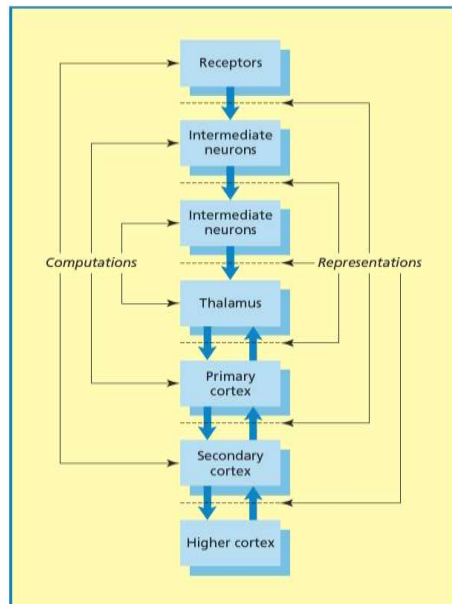 Receptors
Intermediate
neurons
Intermediate
neurons
Computations
Representations
Thalamus
Primary
cortex
Secondary
cortex
Higher cortex